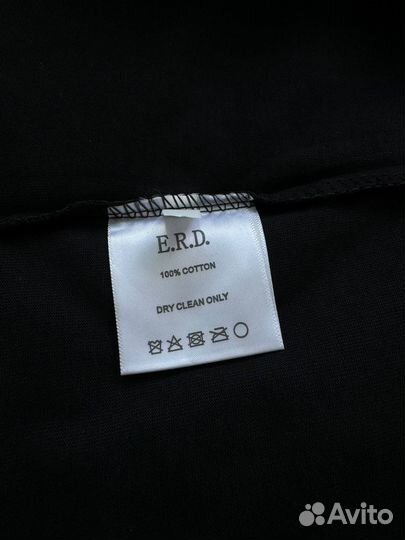 E.R.D.
100% COTTON
DRY CLEAN ONLY
Avito